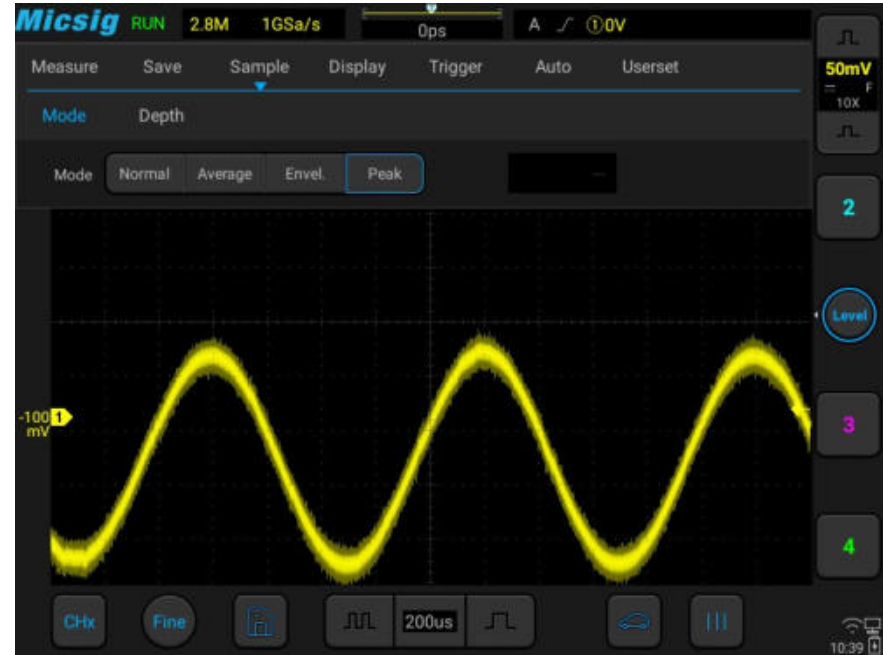 Micsig RUN 2.8M 1GSa/s 0ps A ①0V
Measure Save Sample Display Trigger Auto Userset
50mV
F
10X
Mode Depth
Mode Normal Average Envel. Peak
2
Level
-100 1
mV
3
4
CHx Fine 200us
10:39